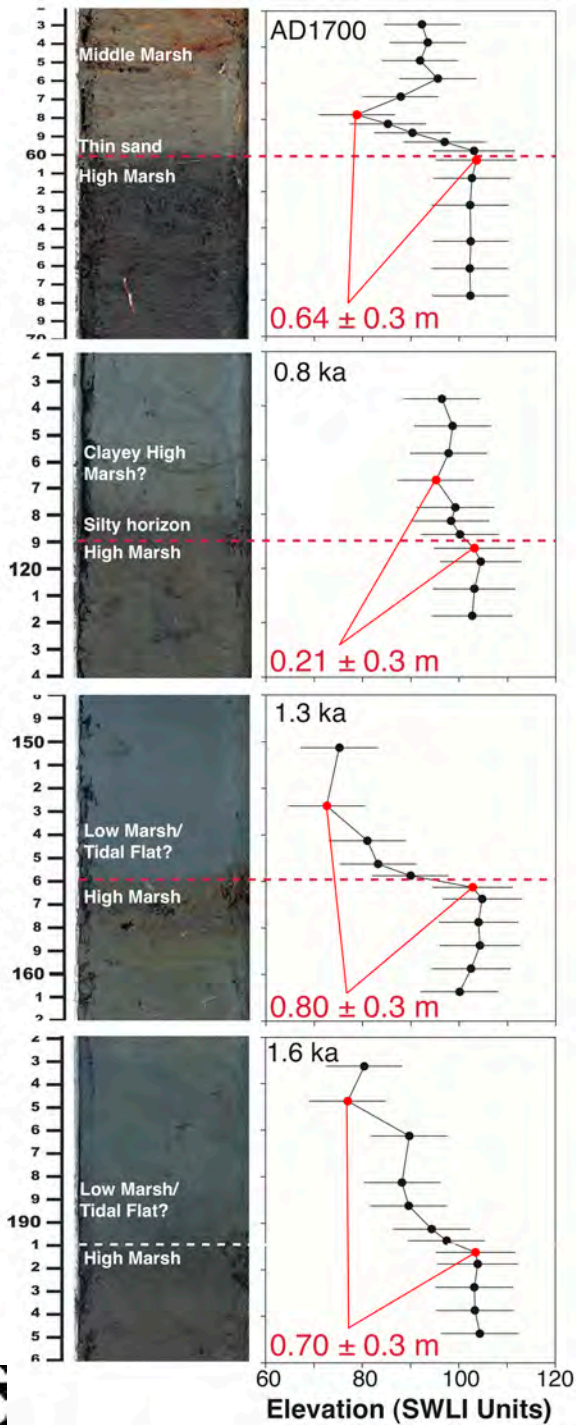 3
4
5
6
7
8
9
60
1
2
3
4
5
6
7
8
9
Middle Marsh
Thin sand
High Marsh
AD1700
0.64 ± 0.3 m
2
3
4
5
6
7
8
9
120
1
2
3
4
Clayey High
Marsh?
Silty horizon
High Marsh
0.8 ka
0.21 ± 0.3 m
9
150
1
2
3
4
5
6
7
8
9
160
1
Low Marsh/
Tidal Flat?
High Marsh
1.3 ka
0.80 ± 0.3 m
2
3
4
5
6
7
8
9
190
1
2
3
4
5
6
Low Marsh/
Tidal Flat?
High Marsh
1.6 ka
0.70 ± 0.3 m
60 80 100 120
Elevation (SWLI Units)